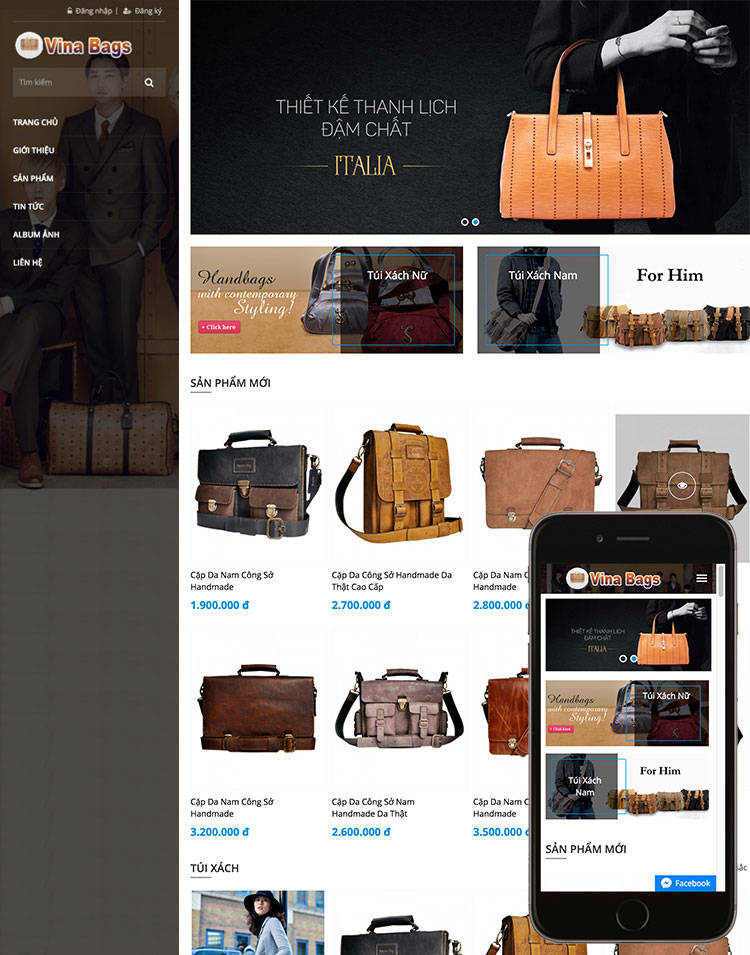 Đăng nhập | Đăng ký
Vina Bags
Tìm kiếm
TRANG CHỦ
GIỚI THIỆU
SẢN PHẨM
TIN TỨC
ALBUM ẢNH
LIÊN HỆ
THIẾT KẾ THANH LỊCH
ĐẬM CHẤT
ITALIA
Handbags
with contemporary
Styling!
+ Click here
Túi Xách Nữ
Túi Xách Nam
For Him
SẢN PHẨM MỚI
Cặp Da Nam Công Sở
Handmade
1.900.000 đ
Cặp Da Công Sở Handmade Da
Thật Cao Cấp
2.700.000 đ
Cặp Da Nam Công Sở
Handmade
2.800.000
Cặp Da Nam Công Sở
Handmade
3.200.000 đ
Cặp Da Công Sở Nam
Handmade Da Thật
2.600.000 đ
Cặp Da Nam Công Sở
Handmade
3.500.000 đ
TÚI XÁCH
Vina Bags
THIẾT KẾ THANH LỊCH
ĐẬM CHẤT
ITALIA
Handbags
with contemporary
Styling!
+ Click here
Túi Xách Nữ
Túi Xách
Nam
For Him
SẢN PHẨM MỚI
Facebook